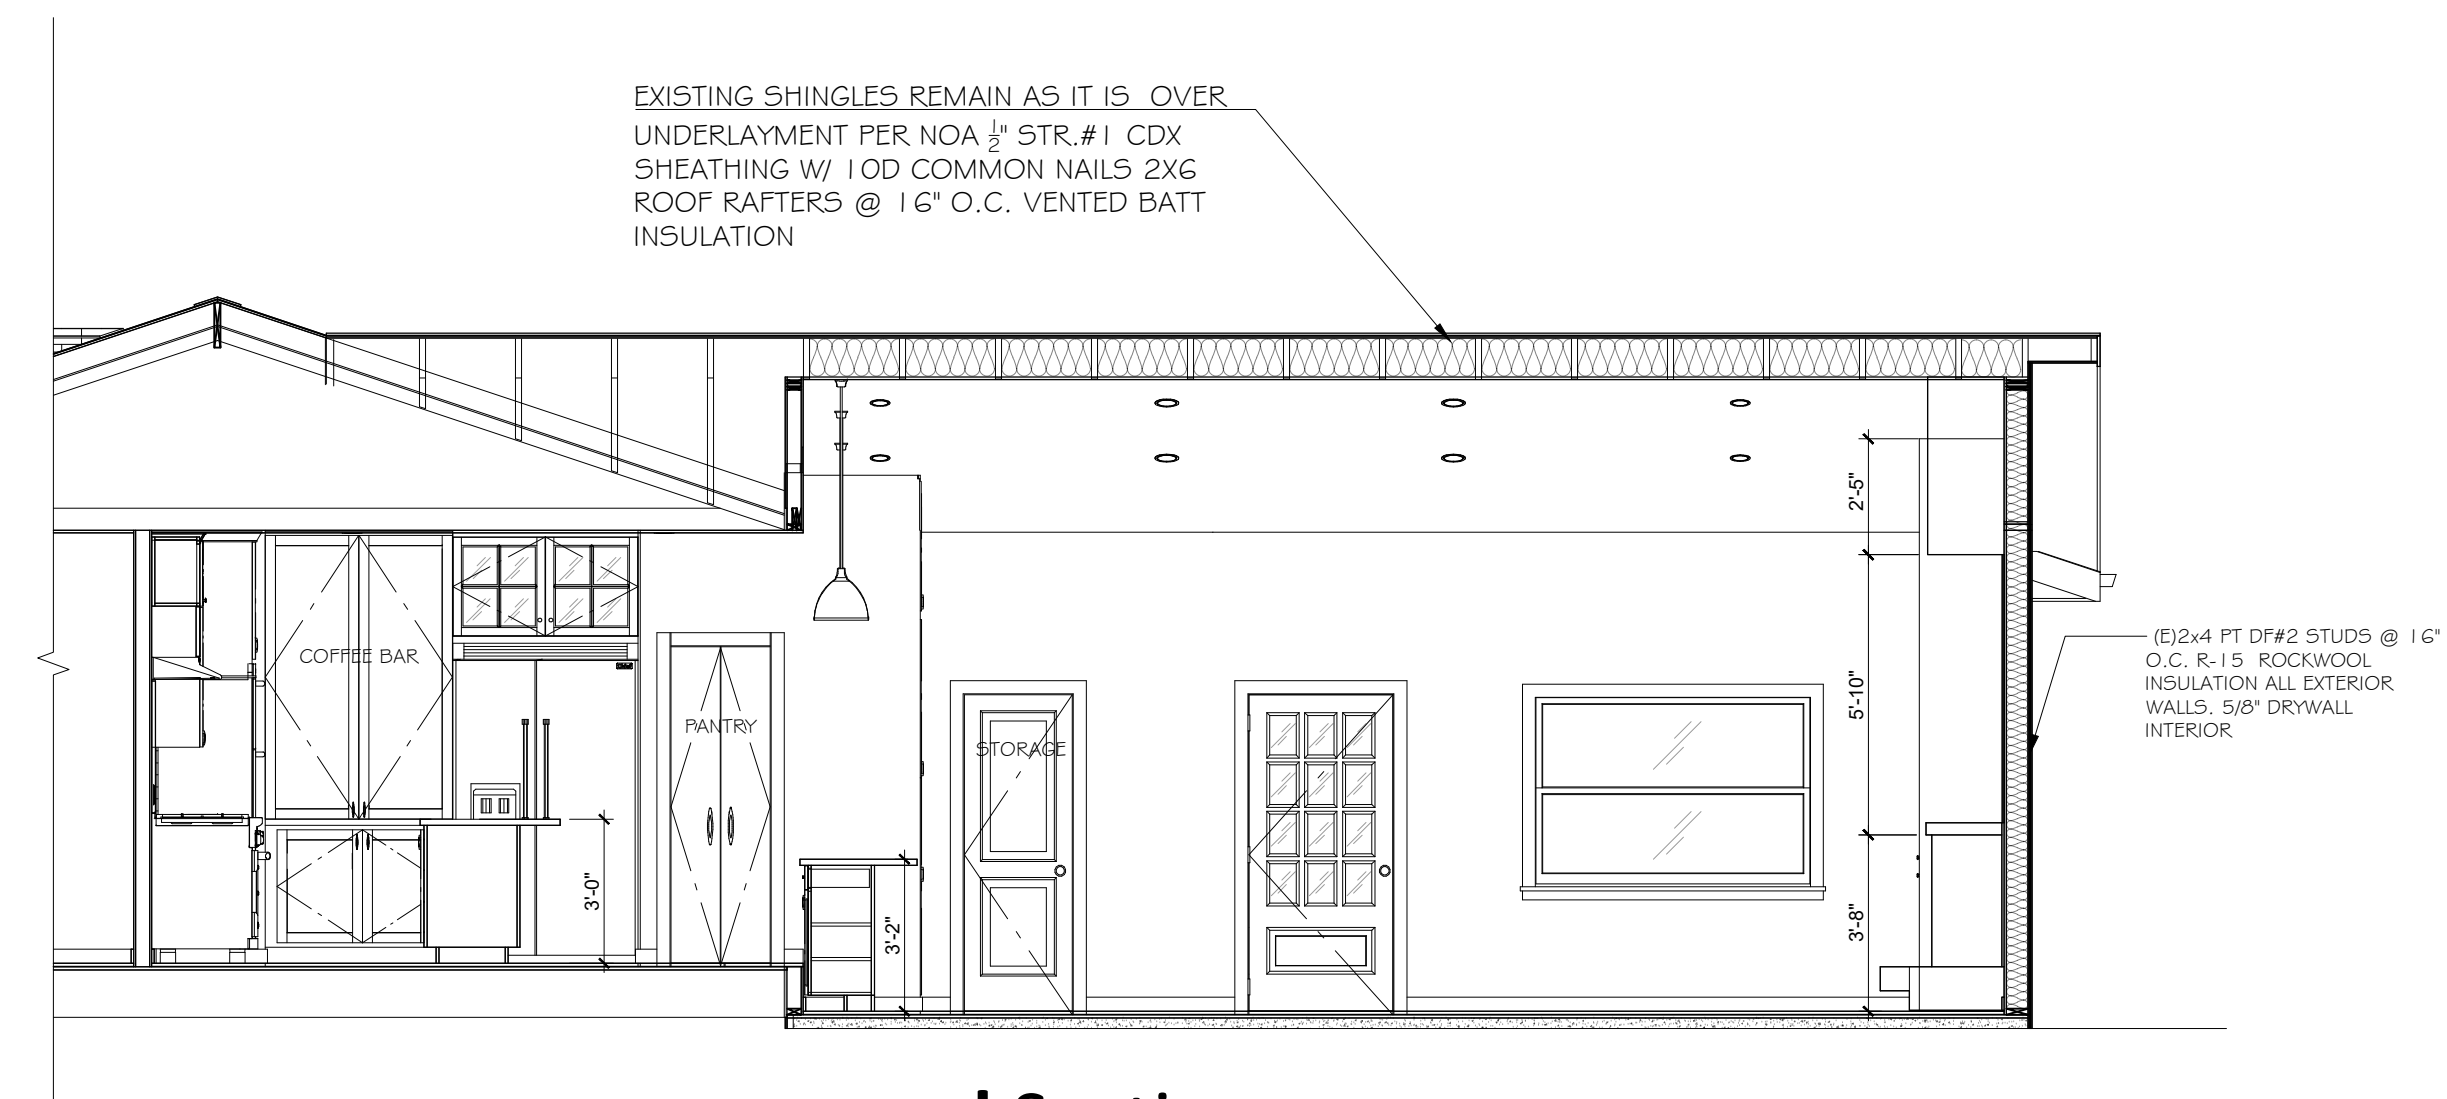 EXISTING SHINGLES REMAIN AS IT IS OVER
UNDERLAYMENT PER NOA 1/2" STR.#1 CDX
SHEATHING W/ 10D COMMON NAILS 2X6
ROOF RAFTERS @ 16" O.C. VENTED BATT
INSULATION
2'-5"
(E)2x4 PT DF#2 STUDS @ 16"
O.C. R-15 ROCKWOOL
INSULATION ALL EXTERIOR
WALLS. 5/8" DRYWALL
INTERIOR
COFFEE BAR
5'-10"
PANTRY
STORAGE
3'-0"
3'-2"
3'-8"